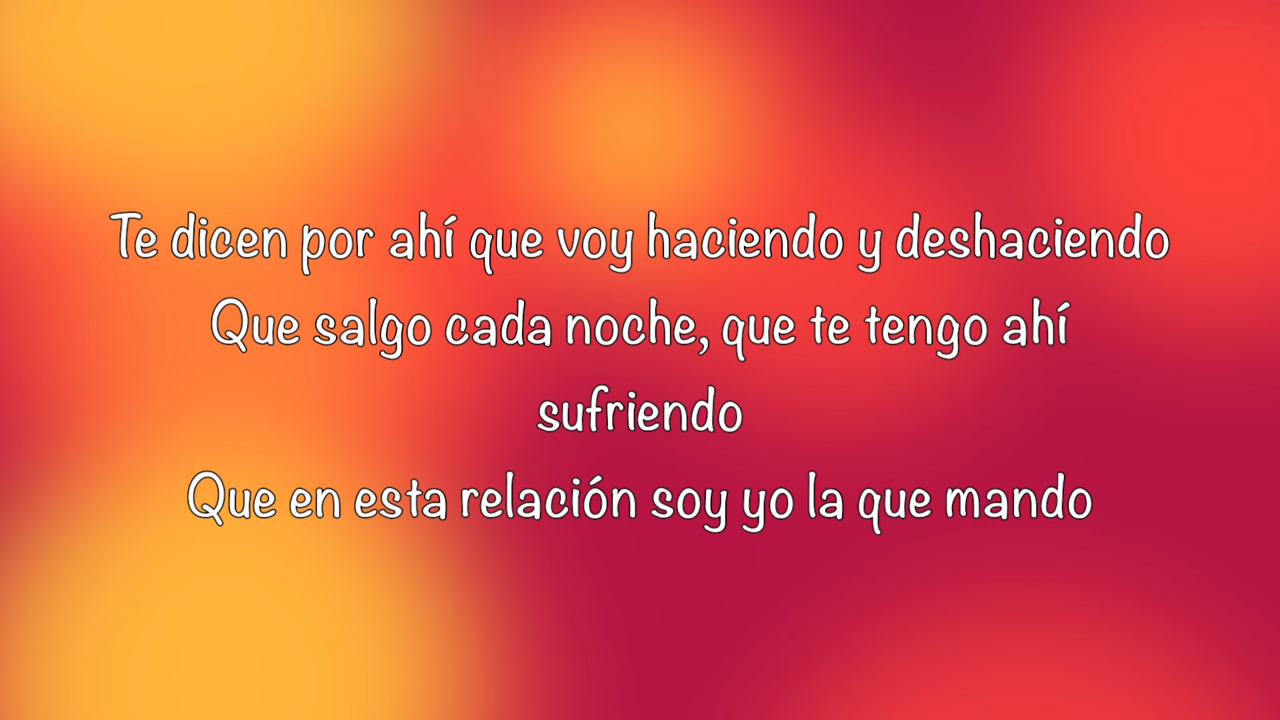 Te dicen por ahí que voy haciendo y deshaciendo
Que salgo cada noche, que te tengo ahí
sufriendo
Que en esta relación soy yo la que mando